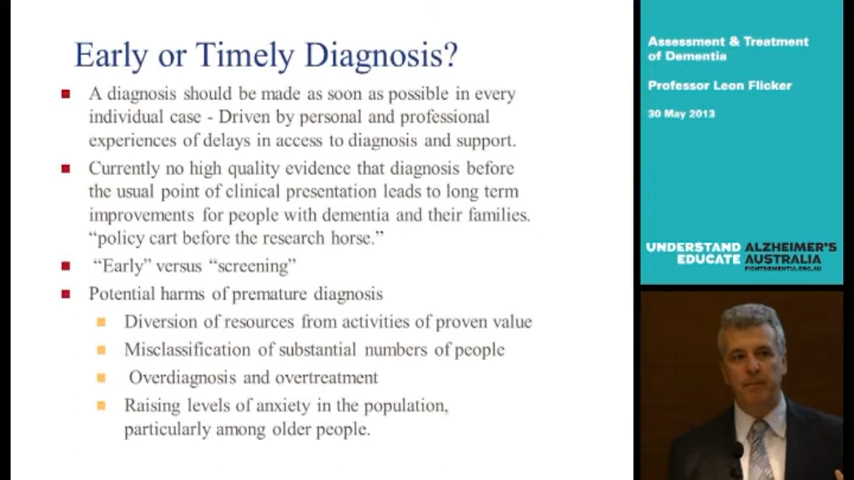 Early or Timely Diagnosis?
A diagnosis should be made as soon as possible in every
individual case - Driven by personal and professional
experiences of delays in access to diagnosis and support.
Currently no high quality evidence that diagnosis before
the usual point of clinical presentation leads to long term
improvements for people with dementia and their families.
“policy cart before the research horse.”
“Early” versus “screening”
Potential harms of premature diagnosis
Diversion of resources from activities of proven value
Misclassification of substantial numbers of people
Overdiagnosis and overtreatment
Raising levels of anxiety in the population,
particularly among older people.
Assessment & Treatment
of Dementia
Professor Leon Flicker
30 May 2013
UNDERSTAND ALZHEIMER'S
EDUCATE AUSTRALIA
FIGHTDEMENTIA.ORG.AU